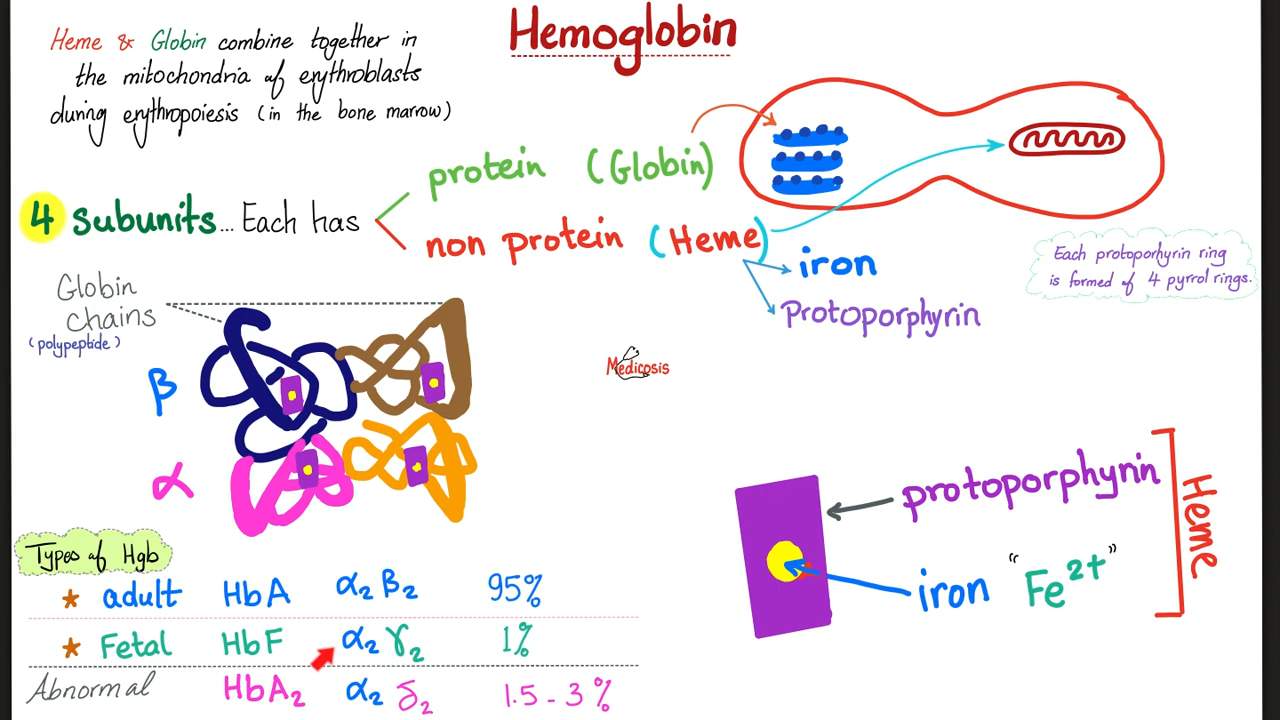 Hemoglobin
Heme & Globin combine together in
the mitochondria of erythroblasts
during erythropoiesis (in the bone marrow)
4 subunits... Each has
protein (Globin)
non protein (Heme)
iron
Protoporphyrin
Each protoporhyrin ring
is formed of 4 pyrrol rings.
Globin
chains
(polypeptide)
β
α
Medicosis
protoporphyrin
iron "Fe²⁺"
Heme
Types of Hgb
* adult HbA α₂ β₂ 95%
* Fetal HbF α₂ γ₂ 1%
Abnormal HbA₂ α₂ δ₂ 1.5 - 3 %